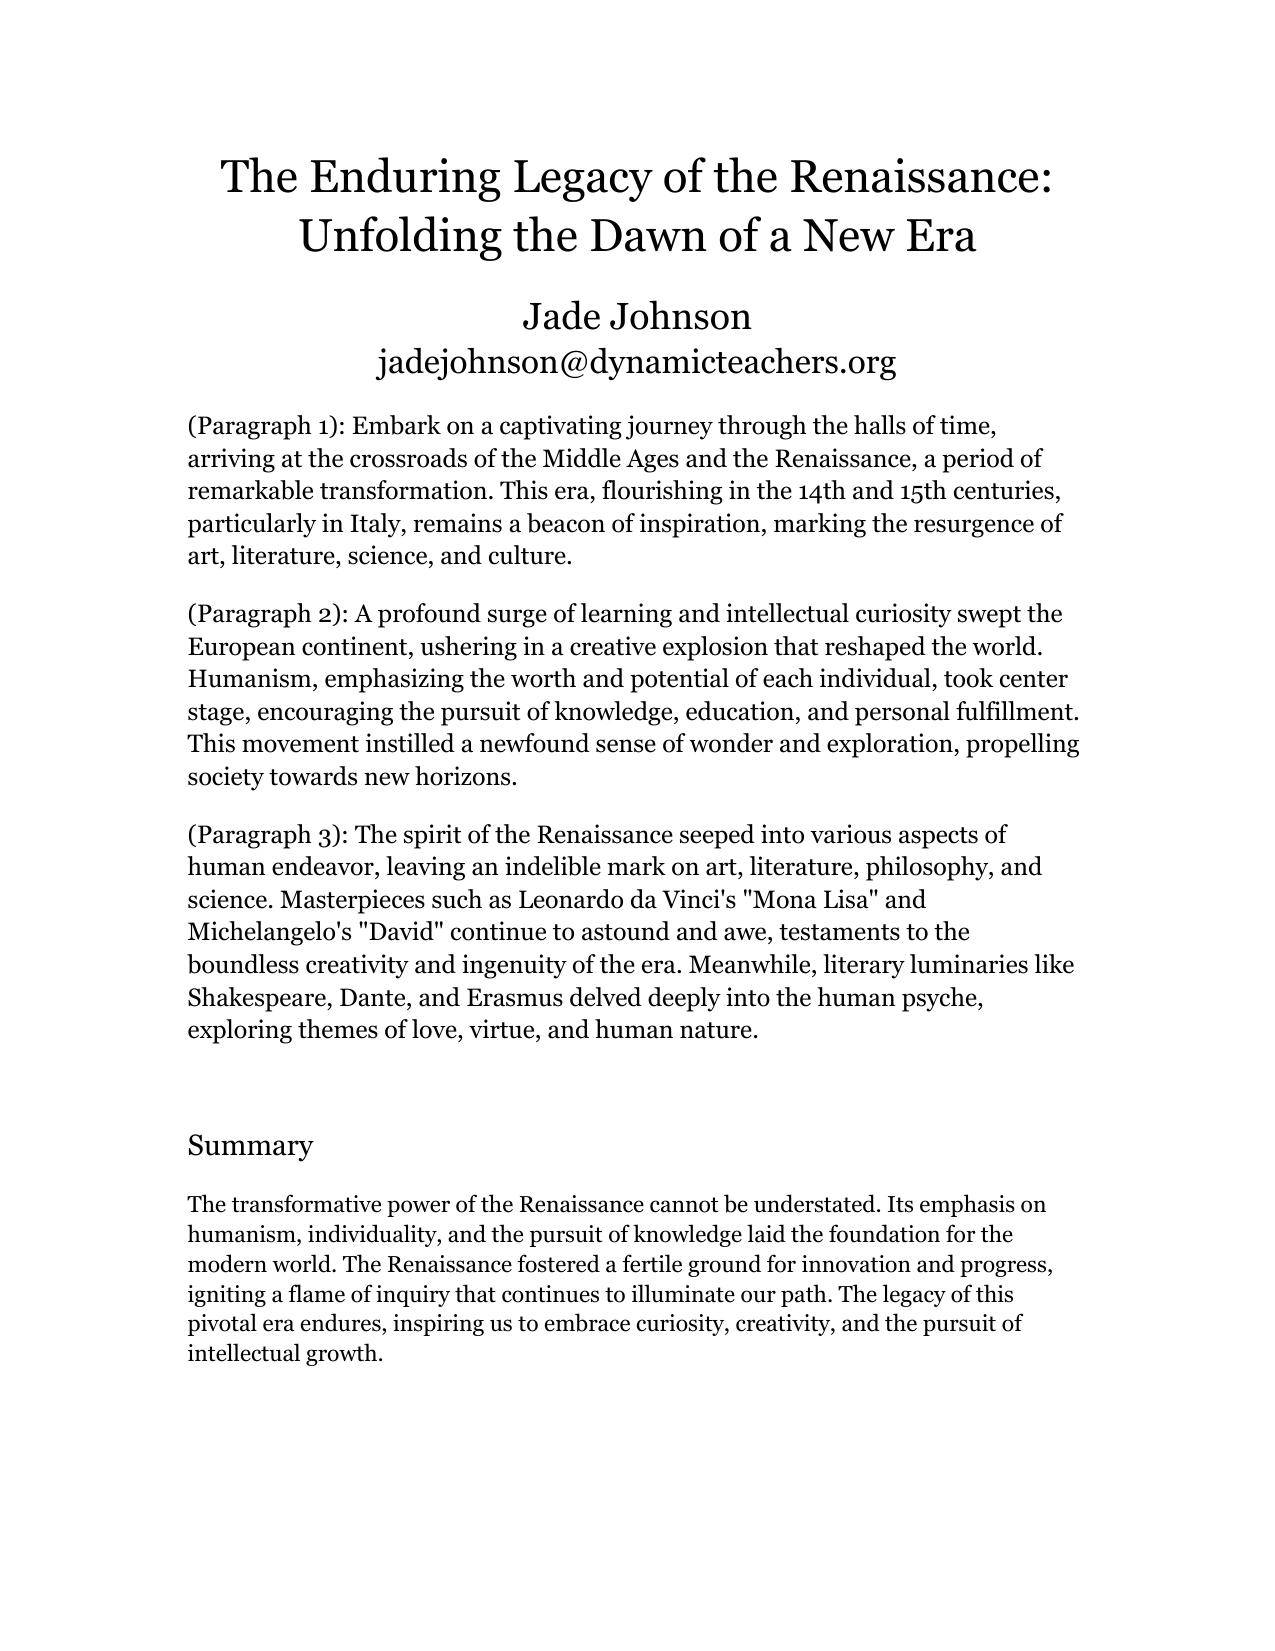 The Enduring Legacy of the Renaissance:
Unfolding the Dawn of a New Era
Jade Johnson
jadejohnson@dynamicteachers.org
(Paragraph 1): Embark on a captivating journey through the halls of time,
arriving at the crossroads of the Middle Ages and the Renaissance, a period of
remarkable transformation. This era, flourishing in the 14th and 15th centuries,
particularly in Italy, remains a beacon of inspiration, marking the resurgence of
art, literature, science, and culture.
(Paragraph 2): A profound surge of learning and intellectual curiosity swept the
European continent, ushering in a creative explosion that reshaped the world.
Humanism, emphasizing the worth and potential of each individual, took center
stage, encouraging the pursuit of knowledge, education, and personal fulfillment.
This movement instilled a newfound sense of wonder and exploration, propelling
society towards new horizons.
(Paragraph 3): The spirit of the Renaissance seeped into various aspects of
human endeavor, leaving an indelible mark on art, literature, philosophy, and
science. Masterpieces such as Leonardo da Vinci's "Mona Lisa" and
Michelangelo's "David" continue to astound and awe, testaments to the
boundless creativity and ingenuity of the era. Meanwhile, literary luminaries like
Shakespeare, Dante, and Erasmus delved deeply into the human psyche,
exploring themes of love, virtue, and human nature.
Summary
The transformative power of the Renaissance cannot be understated. Its emphasis on
humanism, individuality, and the pursuit of knowledge laid the foundation for the
modern world. The Renaissance fostered a fertile ground for innovation and progress,
igniting a flame of inquiry that continues to illuminate our path. The legacy of this
pivotal era endures, inspiring us to embrace curiosity, creativity, and the pursuit of
intellectual growth.